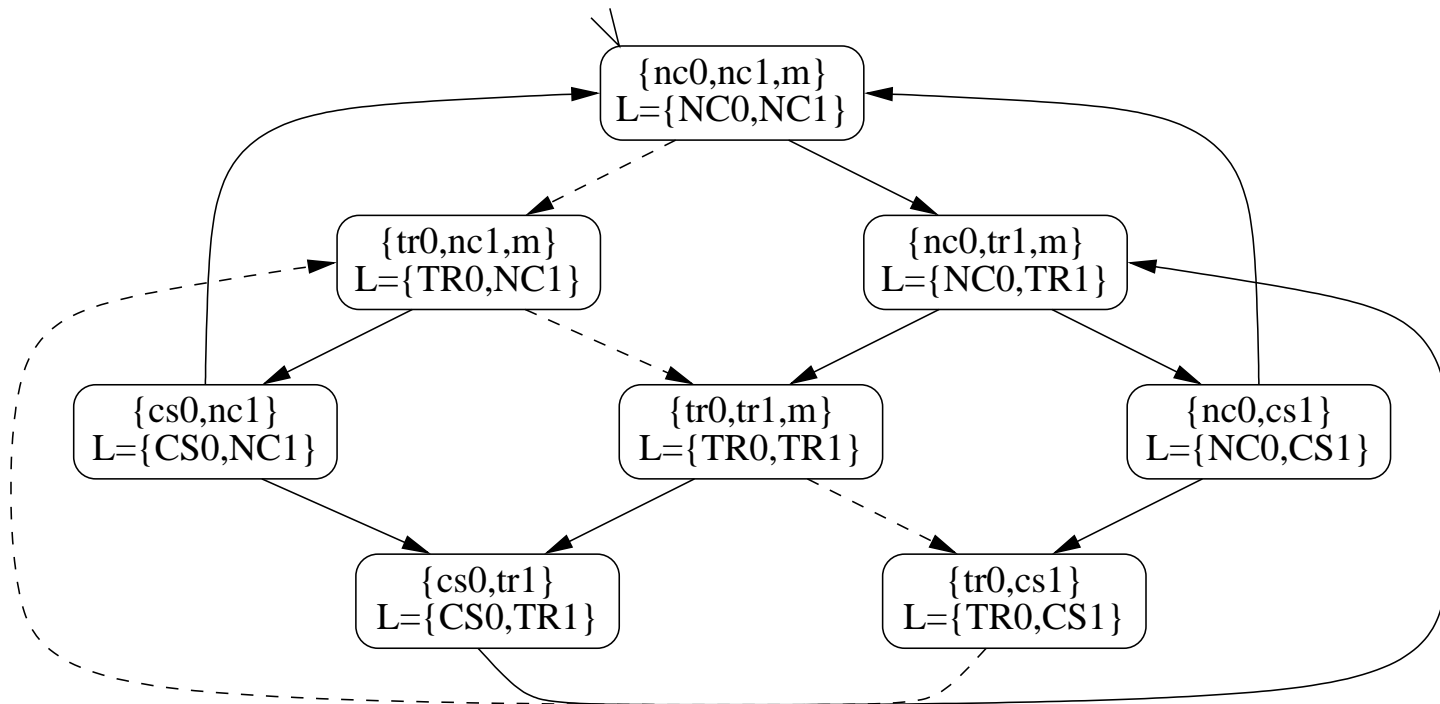 {nc0,nc1,m}
L={NC0,NC1}
{tr0,nc1,m}
L={TR0,NC1}
{nc0,tr1,m}
L={NC0,TR1}
{cs0,nc1}
L={CS0,NC1}
{tr0,tr1,m}
L={TR0,TR1}
{nc0,cs1}
L={NC0,CS1}
{cs0,tr1}
L={CS0,TR1}
{tr0,cs1}
L={TR0,CS1}